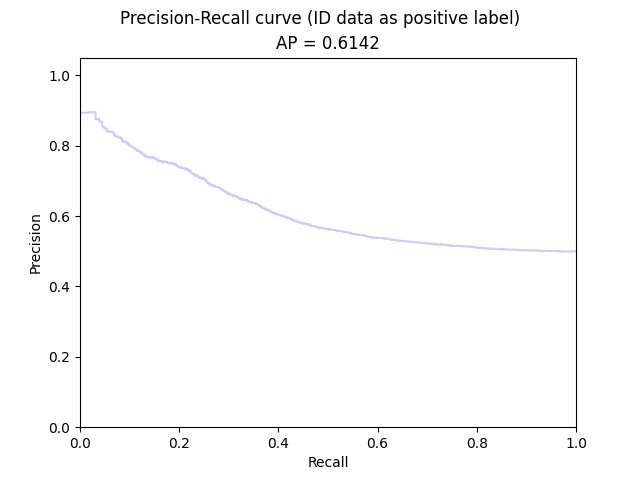 Precision-Recall curve (ID data as positive label)
AP = 0.6142
1.0
0.8
0.6
0.4
0.2
0.0
Precision
0.0 0.2 0.4 0.6 0.8 1.0
Recall